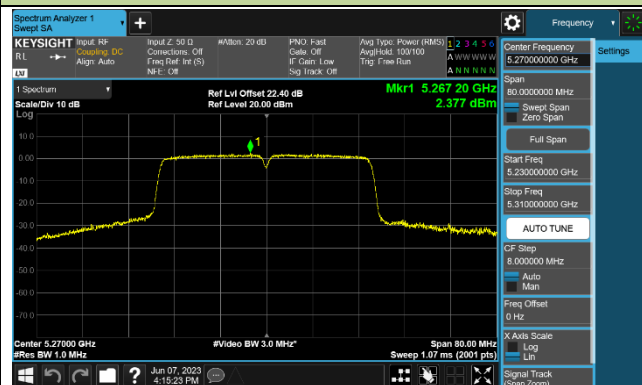 Spectrum Analyzer 1
Swept SA
Frequency
KEYSIGHT
Input: RF
Coupling: DC
Align: Auto
Input Z: 50 Ω
Corrections: Off
Freq Ref: Int (S)
NFE: Off
#Atten: 20 dB
PNO: Fast
Gate: Off
IF Gain: Low
Sig Track: Off
Avg Type: Power (RMS)
Avg|Hold: 100/100
Trig: Free Run
1 2 3 4 5 6
A W W W W W
A N N N N N
RL
LXI
1 Spectrum
Scale/Div 10 dB
Log
Ref Lvl Offset 22.40 dB
Ref Level 20.00 dBm
Mkr1 5.267 20 GHz
2.377 dBm
1
10.0
0.00
-10.0
-20.0
-30.0
-40.0
-50.0
-60.0
-70.0
Center 5.27000 GHz
#Res BW 1.0 MHz
#Video BW 3.0 MHz*
Span 80.00 MHz
Sweep 1.07 ms (2001 pts)
Jun 07, 2023
4:15:23 PM
Center Frequency
5.270000000 GHz
Settings
Span
80.0000000 MHz
Swept Span
Zero Span
Full Span
Start Freq
5.230000000 GHz
Stop Freq
5.310000000 GHz
AUTO TUNE
CF Step
8.000000 MHz
Auto
Man
Freq Offset
0 Hz
X Axis Scale
Log
Lin
Signal Track
(Span Zoom)